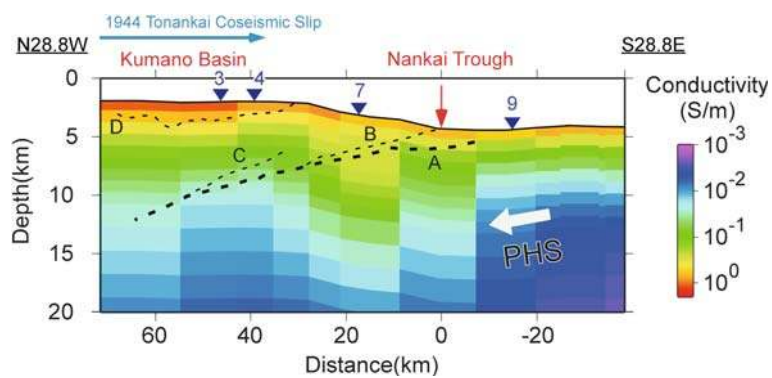 1944 Tonankai Coseismic Slip
N28.8W
S28.8E
Kumano Basin
Nankai Trough
3 4 7 9
Conductivity
(S/m)
10^-3
10^-2
10^-1
10^0
Depth(km)
0
5
10
15
20
A
B
C
D
PHS
60 40 20 0 -20
Distance(km)